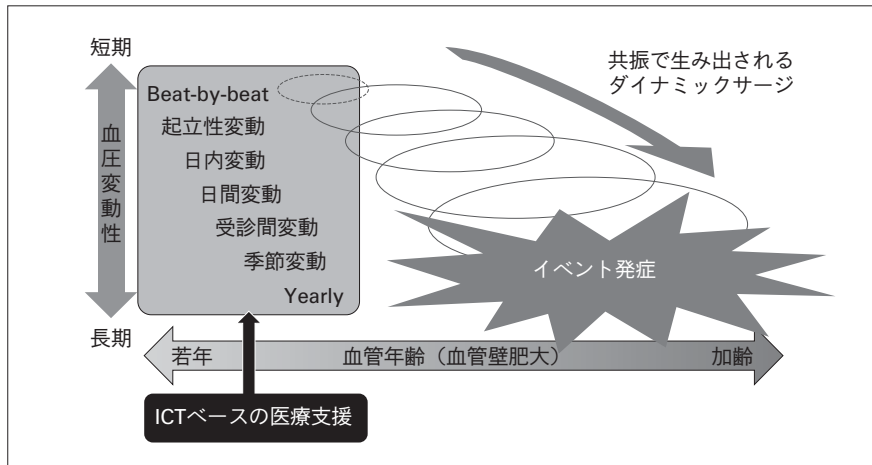 短期
血圧変動性
長期
Beat-by-beat
起立性変動
日内変動
日間変動
受診間変動
季節変動
Yearly
共振で生み出される
ダイナミックサージ
イベント発症
若年
血管年齢（血管壁肥大）
加齢
ICTベースの医療支援